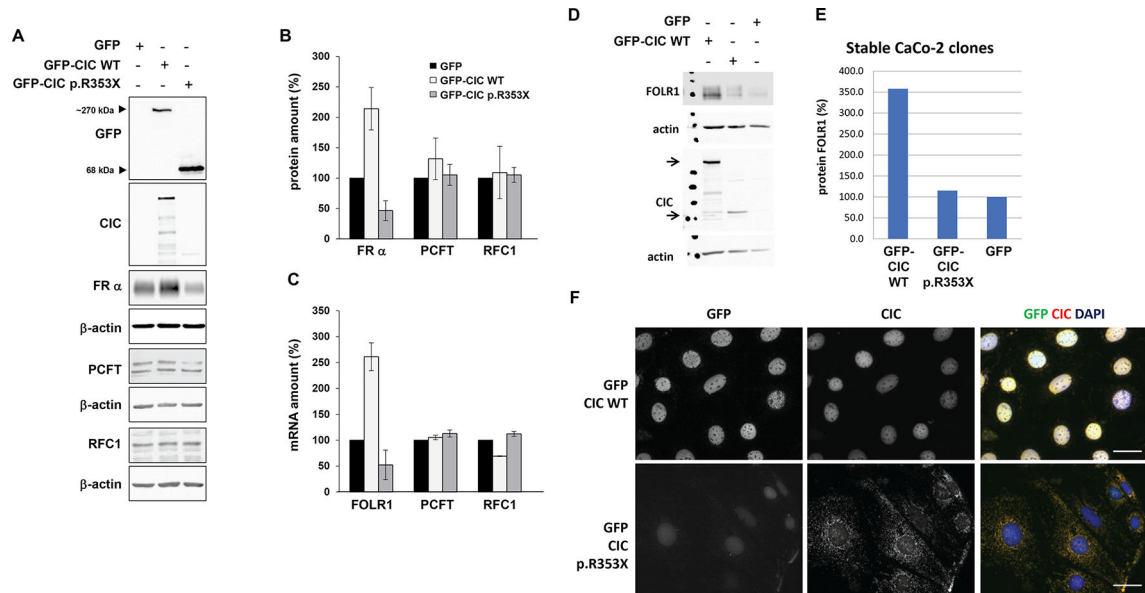 A
GFP + - -
GFP-CIC WT - + -
GFP-CIC p.R353X - - +
~270 kDa
GFP
68 kDa
CIC
FR α
β-actin
PCFT
β-actin
RFC1
β-actin
B
protein amount (%)
300
250
200
150
100
50
0
GFP
GFP-CIC WT
GFP-CIC p.R353X
FR α PCFT RFC1
C
mRNA amount (%)
350
300
250
200
150
100
50
0
FOLR1 PCFT RFC1
D
GFP
GFP-CIC WT
+ - +
- + -
FOLR1
actin
CIC
actin
E
Stable CaCo-2 clones
protein FOLR1 (%)
400.0
350.0
300.0
250.0
200.0
150.0
100.0
50.0
0.0
GFP- GFP- GFP
CIC CIC
WT p.R353X
F
GFP CIC GFP CIC DAPI
GFP
CIC WT
GFP
CIC
p.R353X